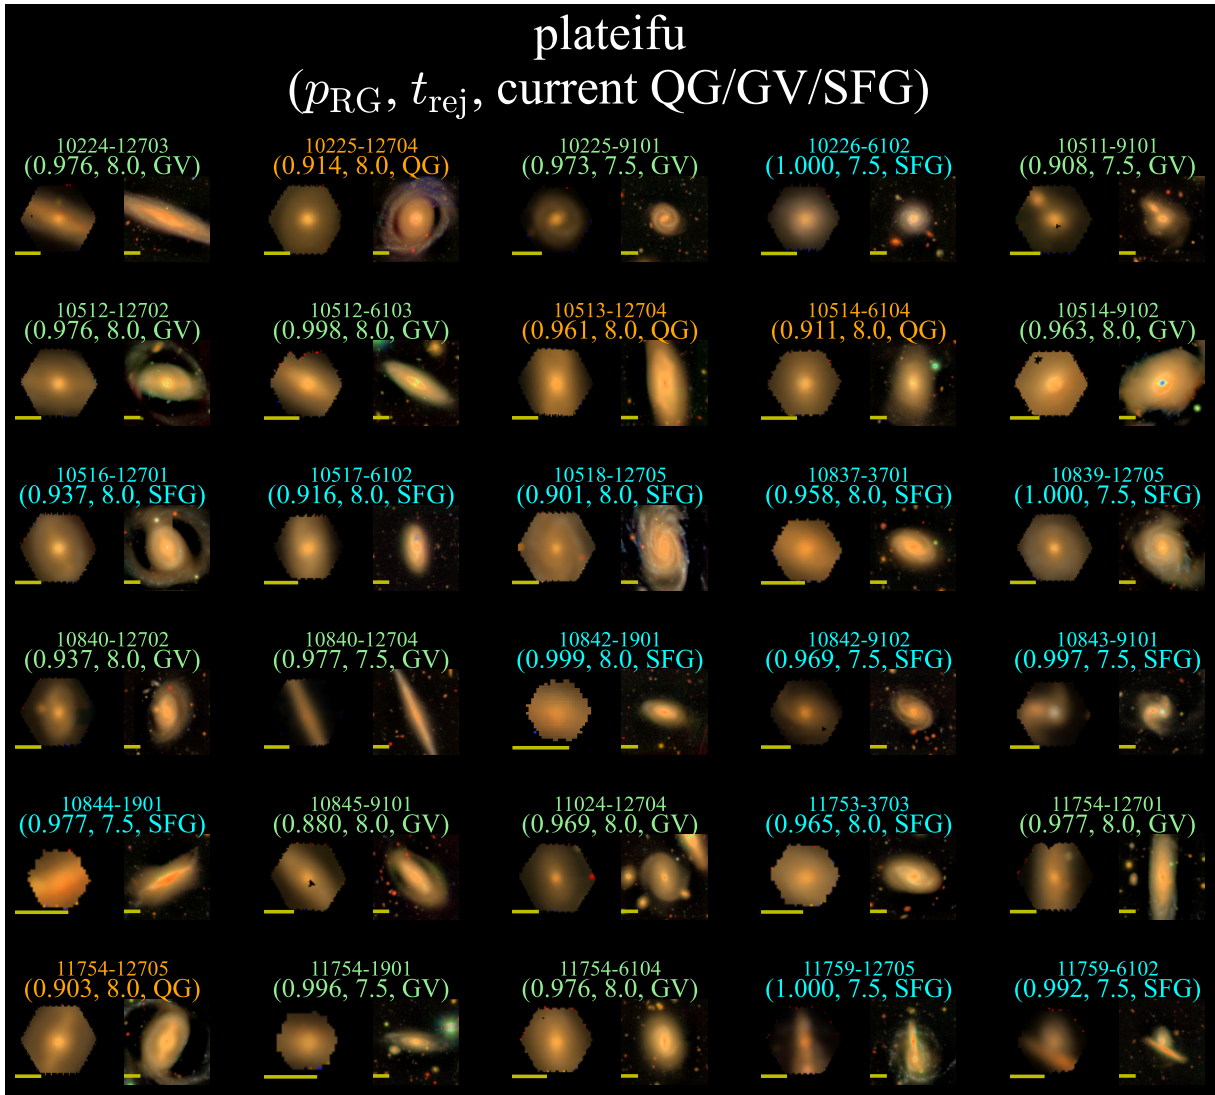 plateifu
(p_RG, t_rej, current QG/GV/SFG)
10224-12703
(0.976, 8.0, GV)
10225-12704
(0.914, 8.0, QG)
10225-9101
(0.973, 7.5, GV)
10226-6102
(1.000, 7.5, SFG)
10511-9101
(0.908, 7.5, GV)
10512-12702
(0.976, 8.0, GV)
10512-6103
(0.998, 8.0, GV)
10513-12704
(0.961, 8.0, QG)
10514-6104
(0.911, 8.0, QG)
10514-9102
(0.963, 8.0, GV)
10516-12701
(0.937, 8.0, SFG)
10517-6102
(0.916, 8.0, SFG)
10518-12705
(0.901, 8.0, SFG)
10837-3701
(0.958, 8.0, SFG)
10839-12705
(1.000, 7.5, SFG)
10840-12702
(0.937, 8.0, GV)
10840-12704
(0.977, 7.5, GV)
10842-1901
(0.999, 8.0, SFG)
10842-9102
(0.969, 7.5, SFG)
10843-9101
(0.997, 7.5, SFG)
10844-1901
(0.977, 7.5, SFG)
10845-9101
(0.880, 8.0, GV)
11024-12704
(0.969, 8.0, GV)
11753-3703
(0.965, 8.0, SFG)
11754-12701
(0.977, 8.0, GV)
11754-12705
(0.903, 8.0, QG)
11754-1901
(0.996, 7.5, GV)
11754-6104
(0.976, 8.0, GV)
11759-12705
(1.000, 7.5, SFG)
11759-6102
(0.992, 7.5, SFG)